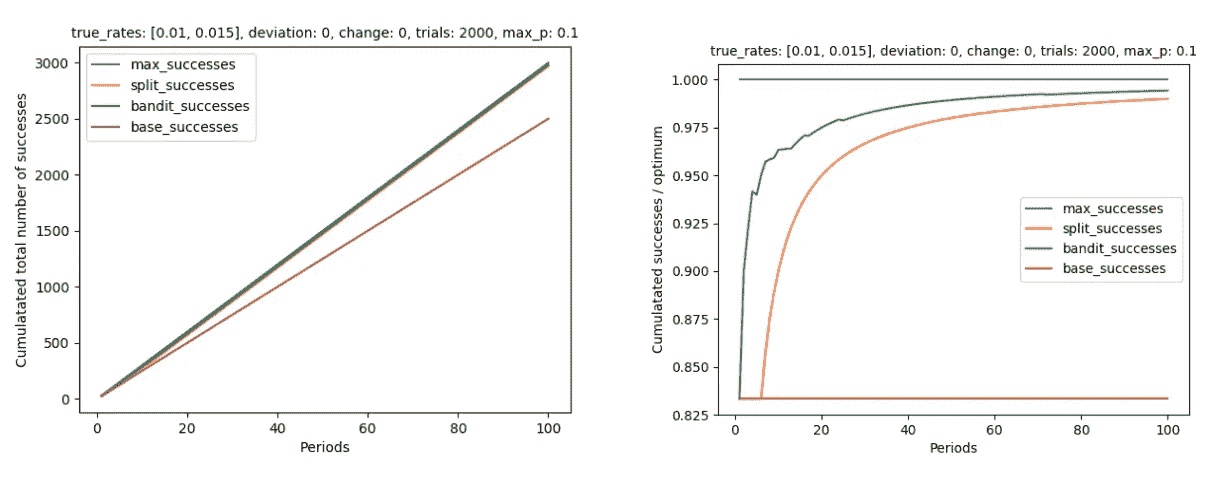 true_rates: [0.01, 0.015], deviation: 0, change: 0, trials: 2000, max_p: 0.1
3000
2500
2000
1500
1000
500
0
Cumulatated total number of successes
max_successes
split_successes
bandit_successes
base_successes
0 20 40 60 80 100
Periods
true_rates: [0.01, 0.015], deviation: 0, change: 0, trials: 2000, max_p: 0.1
1.000
0.975
0.950
0.925
0.900
0.875
0.850
0.825
Cumulatated successes / optimum
max_successes
split_successes
bandit_successes
base_successes
0 20 40 60 80 100
Periods